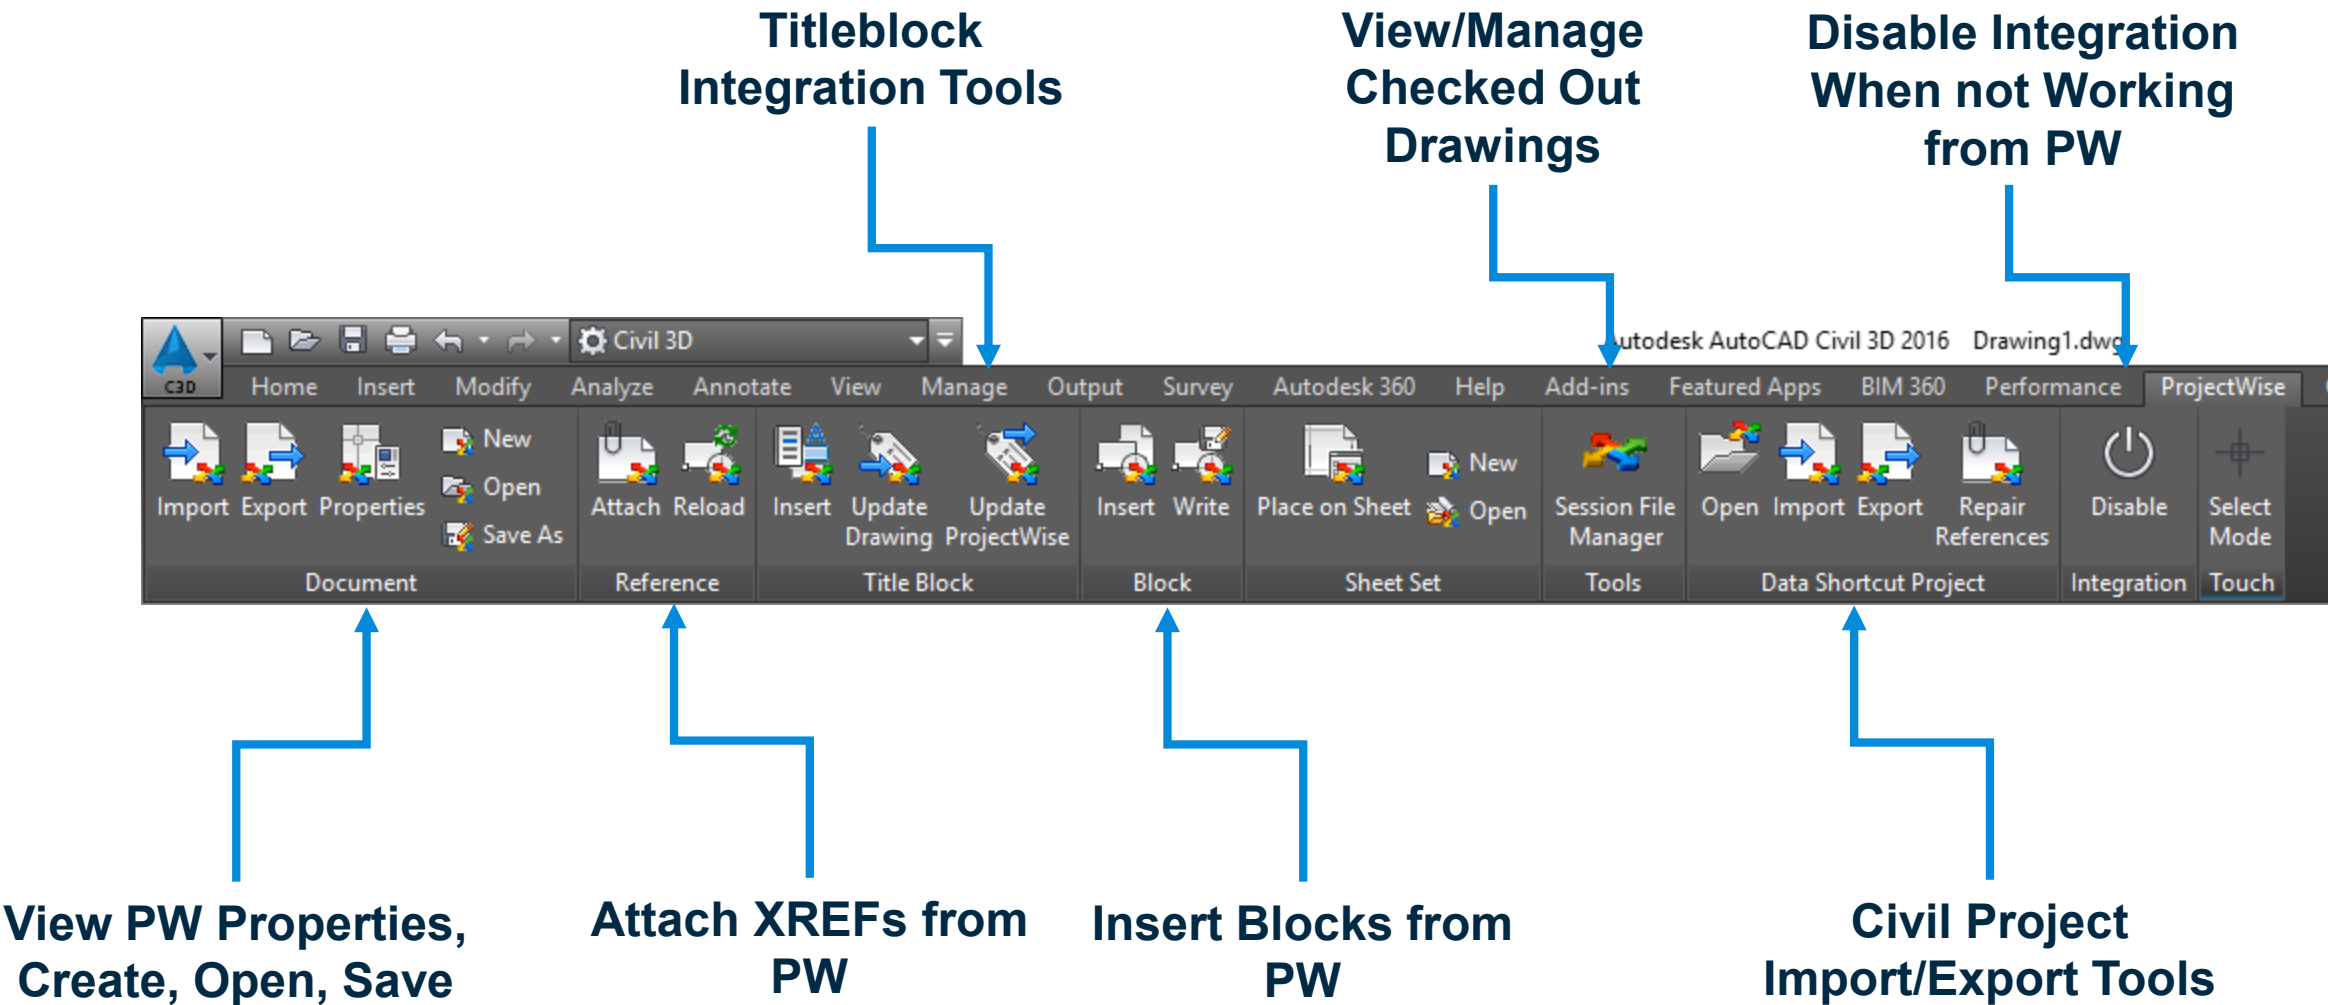 Titleblock
Integration Tools
View/Manage
Checked Out
Drawings
Disable Integration
When not Working
from PW
Civil 3D
Autodesk AutoCAD Civil 3D 2016 Drawing1.dwg
C3D
Home Insert Modify Analyze Annotate View Manage Output Survey Autodesk 360 Help Add-ins Featured Apps BIM 360 Performance ProjectWise
New
Open
Save As
Import Export Properties
Document
Attach Reload
Reference
Insert
Update
Drawing
Update
ProjectWise
Title Block
Insert Write
Block
Place on Sheet
New
Open
Sheet Set
Session File
Manager
Tools
Open Import Export
Repair
References
Data Shortcut Project
Disable
Integration
Select
Mode
Touch
View PW Properties,
Create, Open, Save
Attach XREFs from
PW
Insert Blocks from
PW
Civil Project
Import/Export Tools